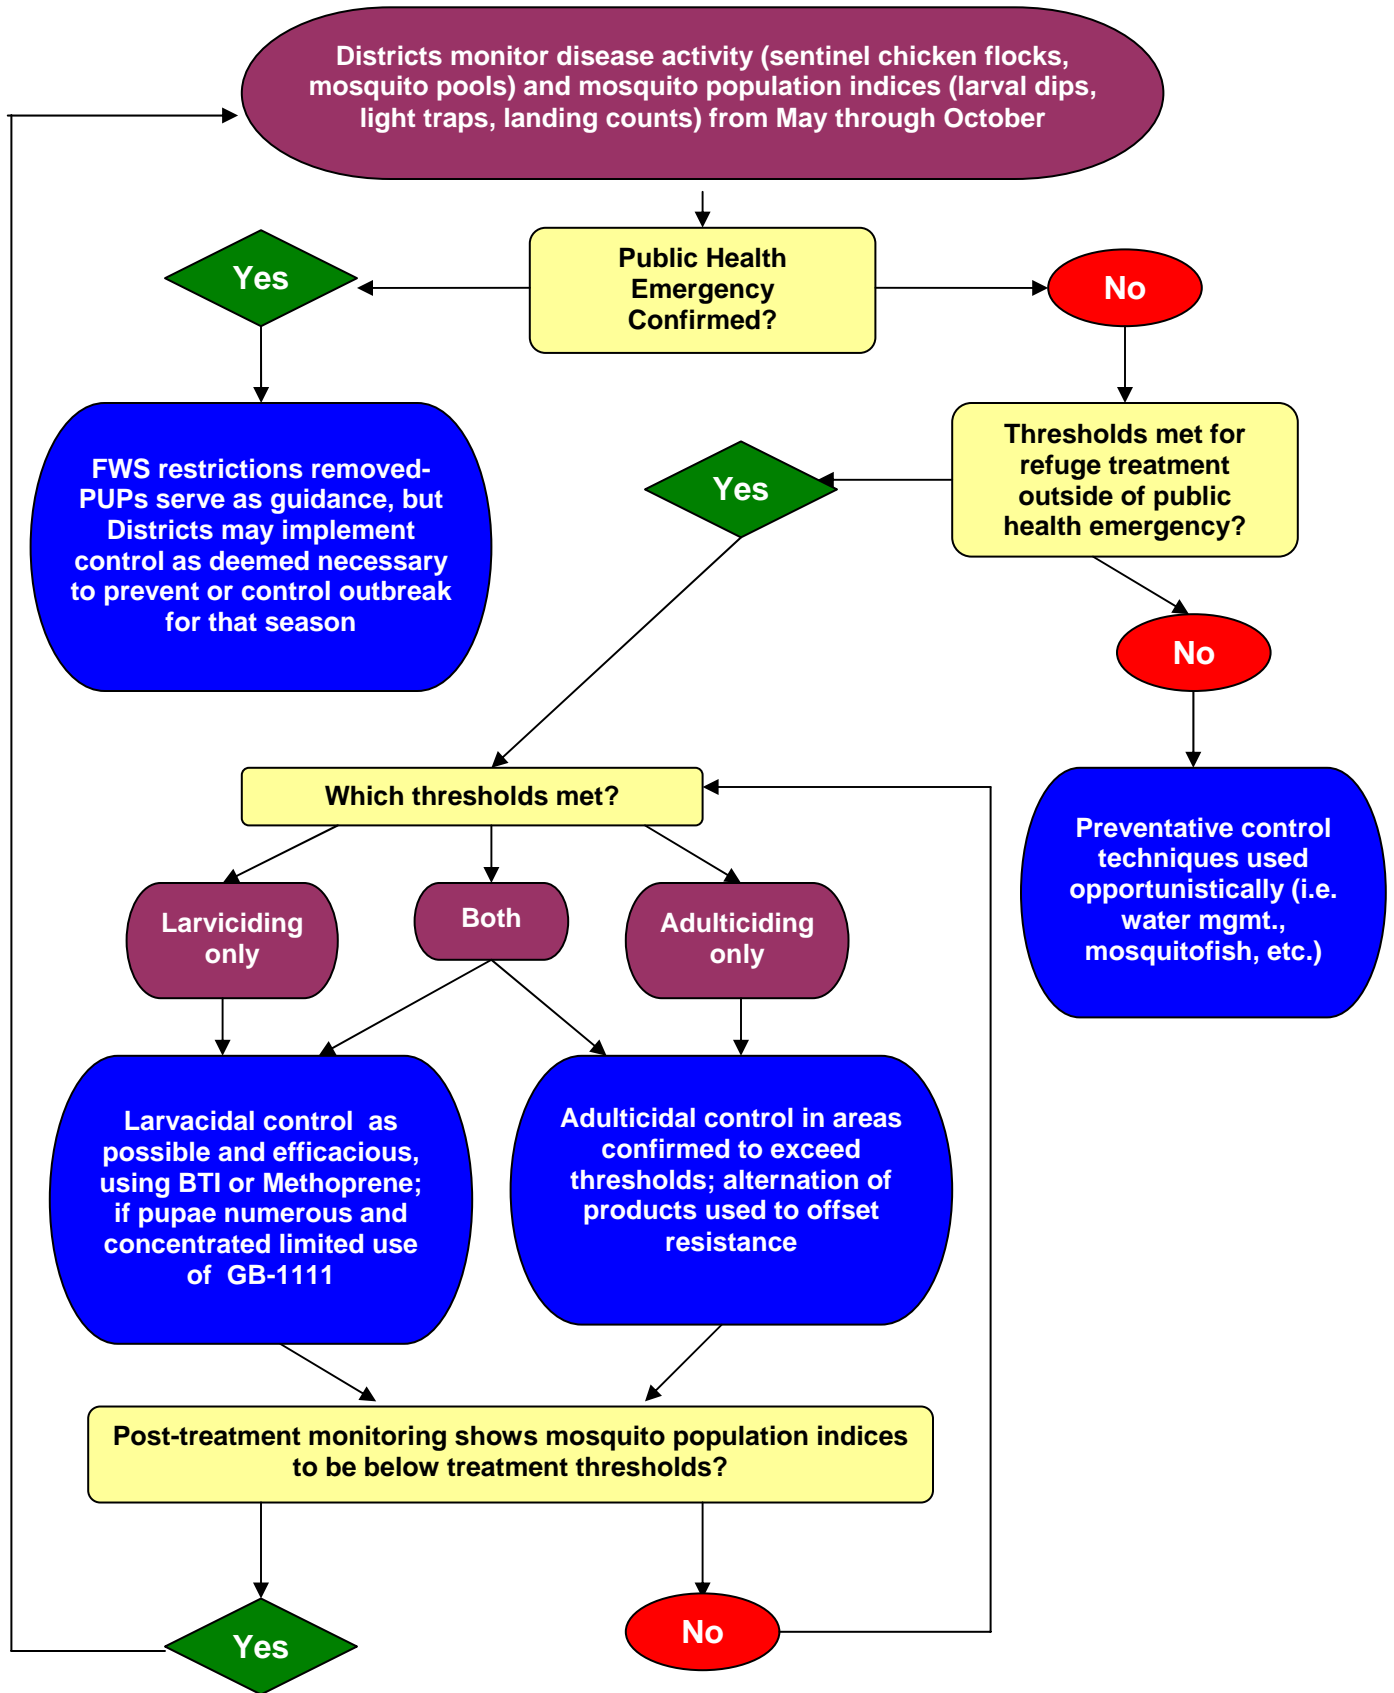 Districts monitor disease activity (sentinel chicken flocks,
mosquito pools) and mosquito population indices (larval dips,
light traps, landing counts) from May through October
Public Health
Emergency
Confirmed?
Yes
No
FWS restrictions removed-
PUPs serve as guidance, but
Districts may implement
control as deemed necessary
to prevent or control outbreak
for that season
Thresholds met for
refuge treatment
outside of public
health emergency?
Yes
No
Preventative control
techniques used
opportunistically (i.e.
water mgmt.,
mosquitofish, etc.)
Which thresholds met?
Larviciding
only
Both
Adulticiding
only
Larvacidal control  as
possible and efficacious,
using BTI or Methoprene;
if pupae numerous and
concentrated limited use
of  GB-1111
Adulticidal control in areas
confirmed to exceed
thresholds; alternation of
products used to offset
resistance
Post-treatment monitoring shows mosquito population indices
to be below treatment thresholds?
Yes
No